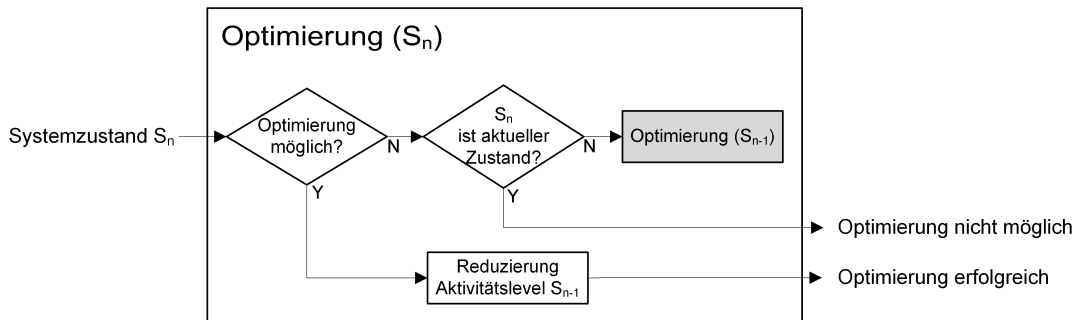 Optimierung (Sₙ)
Systemzustand Sₙ
Optimierung
möglich?
N
Y
Sₙ
ist aktueller
Zustand?
N
Y
Optimierung (Sₙ₋₁)
Optimierung nicht möglich
Reduzierung
Aktivitätslevel Sₙ₋₁
Optimierung erfolgreich